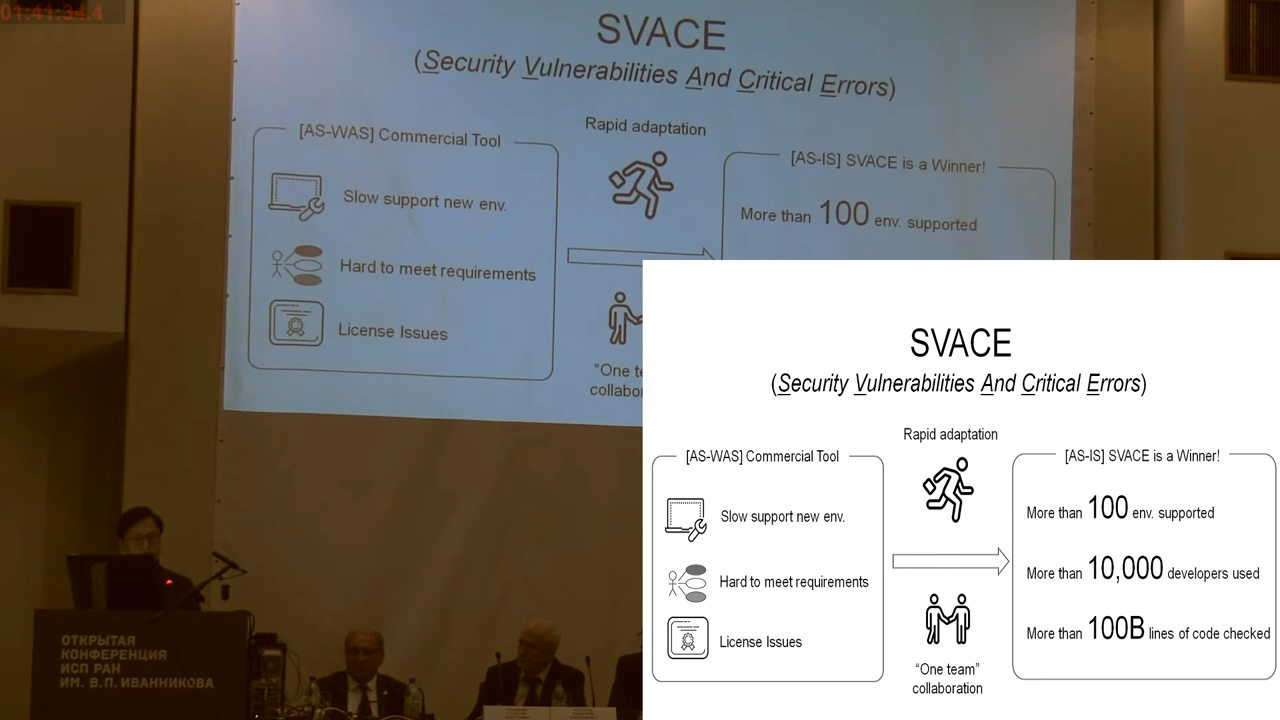 01:41:34.4
SVACE
(Security Vulnerabilities And Critical Errors)
[AS-WAS] Commercial Tool
Slow support new env.
Hard to meet requirements
License Issues
Rapid adaptation
"One te
collabo
[AS-IS] SVACE is a Winner!
More than 100 env. supported
ОТКРЫТАЯ
КОНФЕРЕНЦИЯ
ИСП РАН
ИМ. В.П. ИВАННИКОВА
SVACE
(Security Vulnerabilities And Critical Errors)
[AS-WAS] Commercial Tool
Slow support new env.
Hard to meet requirements
License Issues
Rapid adaptation
“One team”
collaboration
[AS-IS] SVACE is a Winner!
More than 100 env. supported
More than 10,000 developers used
More than 100B lines of code checked